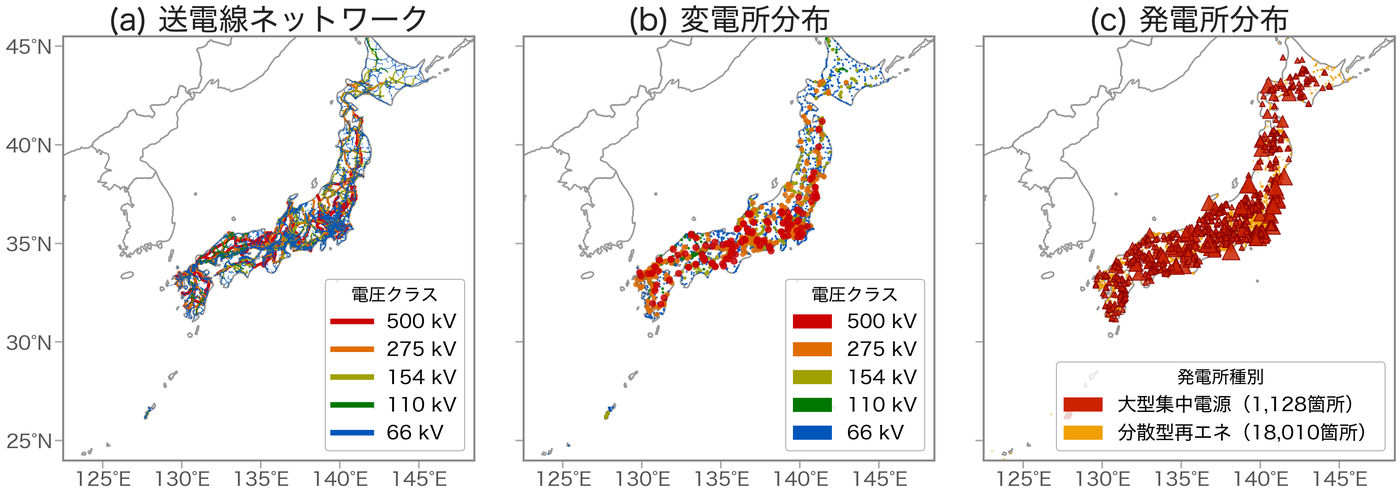 (a) 送電線ネットワーク
(b) 変電所分布
(c) 発電所分布
45°N
40°N
35°N
30°N
25°N
電圧クラス
500 kV
275 kV
154 kV
110 kV
66 kV
電圧クラス
500 kV
275 kV
154 kV
110 kV
66 kV
発電所種別
大型集中電源（1,128箇所）
分散型再エネ（18,010箇所）
125°E 130°E 135°E 140°E 145°E
125°E 130°E 135°E 140°E 145°E
125°E 130°E 135°E 140°E 145°E